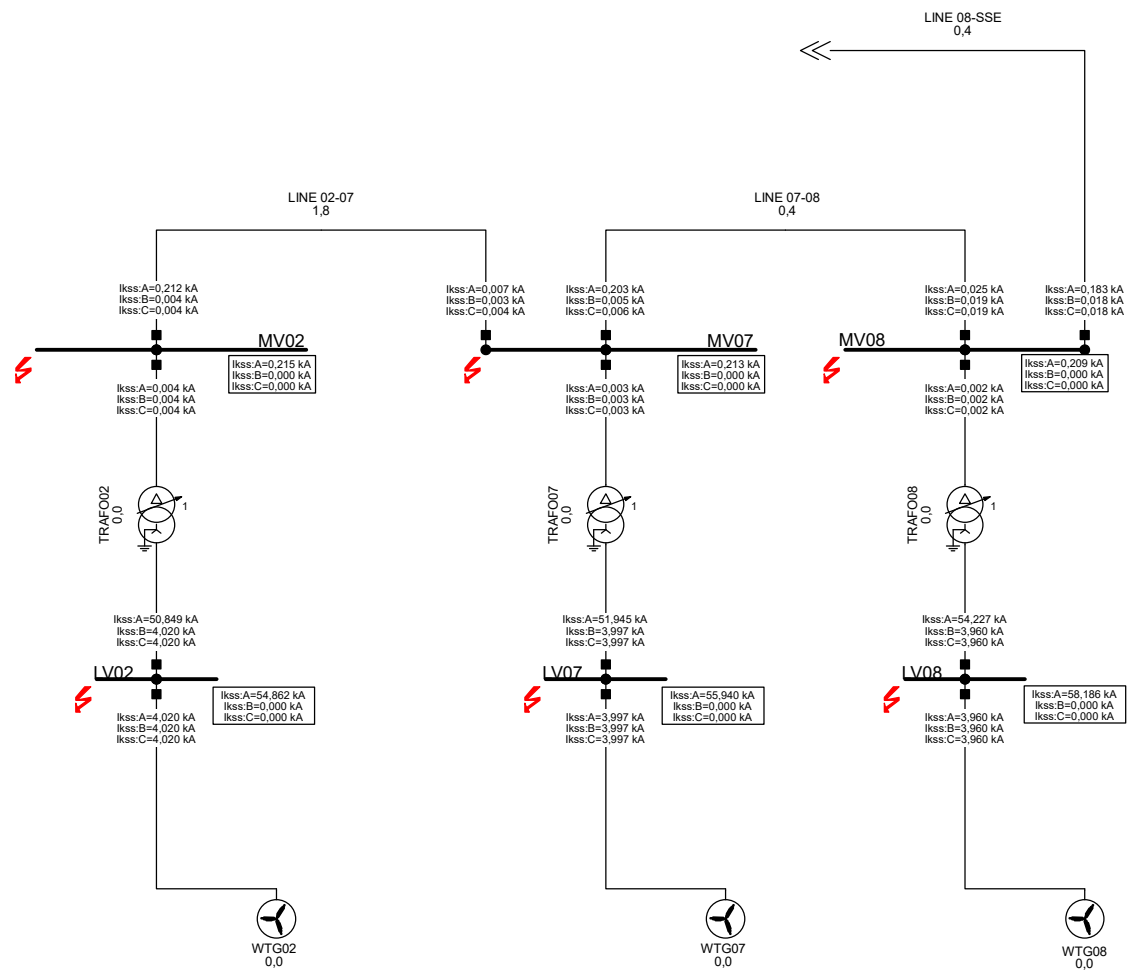 LINE 08-SSE
0,4
LINE 02-07
1,8
LINE 07-08
0,4
Ikss:A=0,212 kA
Ikss:B=0,004 kA
Ikss:C=0,004 kA
Ikss:A=0,007 kA
Ikss:B=0,003 kA
Ikss:C=0,004 kA
Ikss:A=0,203 kA
Ikss:B=0,005 kA
Ikss:C=0,006 kA
Ikss:A=0,025 kA
Ikss:B=0,019 kA
Ikss:C=0,019 kA
Ikss:A=0,183 kA
Ikss:B=0,018 kA
Ikss:C=0,018 kA
MV02
MV07
MV08
Ikss:A=0,215 kA
Ikss:B=0,000 kA
Ikss:C=0,000 kA
Ikss:A=0,213 kA
Ikss:B=0,000 kA
Ikss:C=0,000 kA
Ikss:A=0,209 kA
Ikss:B=0,000 kA
Ikss:C=0,000 kA
Ikss:A=0,004 kA
Ikss:B=0,004 kA
Ikss:C=0,004 kA
Ikss:A=0,003 kA
Ikss:B=0,003 kA
Ikss:C=0,003 kA
Ikss:A=0,002 kA
Ikss:B=0,002 kA
Ikss:C=0,002 kA
TRAFO02
0,0
1
TRAFO07
0,0
1
TRAFO08
0,0
1
Ikss:A=50,849 kA
Ikss:B=4,020 kA
Ikss:C=4,020 kA
Ikss:A=51,945 kA
Ikss:B=3,997 kA
Ikss:C=3,997 kA
Ikss:A=54,227 kA
Ikss:B=3,960 kA
Ikss:C=3,960 kA
LV02
LV07
LV08
Ikss:A=54,862 kA
Ikss:B=0,000 kA
Ikss:C=0,000 kA
Ikss:A=55,940 kA
Ikss:B=0,000 kA
Ikss:C=0,000 kA
Ikss:A=58,186 kA
Ikss:B=0,000 kA
Ikss:C=0,000 kA
Ikss:A=4,020 kA
Ikss:B=4,020 kA
Ikss:C=4,020 kA
Ikss:A=3,997 kA
Ikss:B=3,997 kA
Ikss:C=3,997 kA
Ikss:A=3,960 kA
Ikss:B=3,960 kA
Ikss:C=3,960 kA
WTG02
0,0
WTG07
0,0
WTG08
0,0